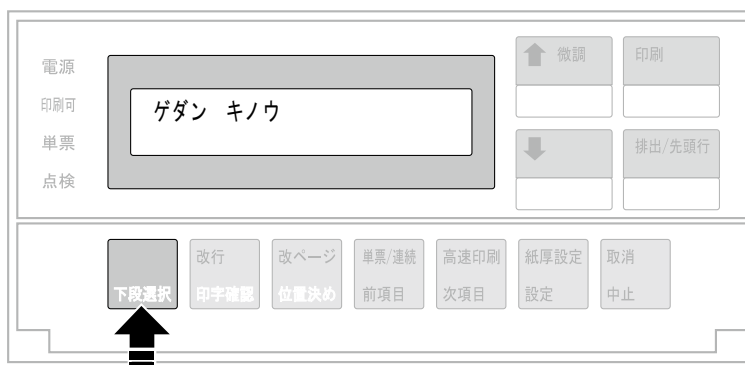 電源
印刷可
単票
点検
ゲダン キノウ
微調
印刷
排出/先頭行
下段選択
改行
印字確認
改ページ
位置決め
単票/連続
前項目
高速印刷
次項目
紙厚設定
設定
取消
中止